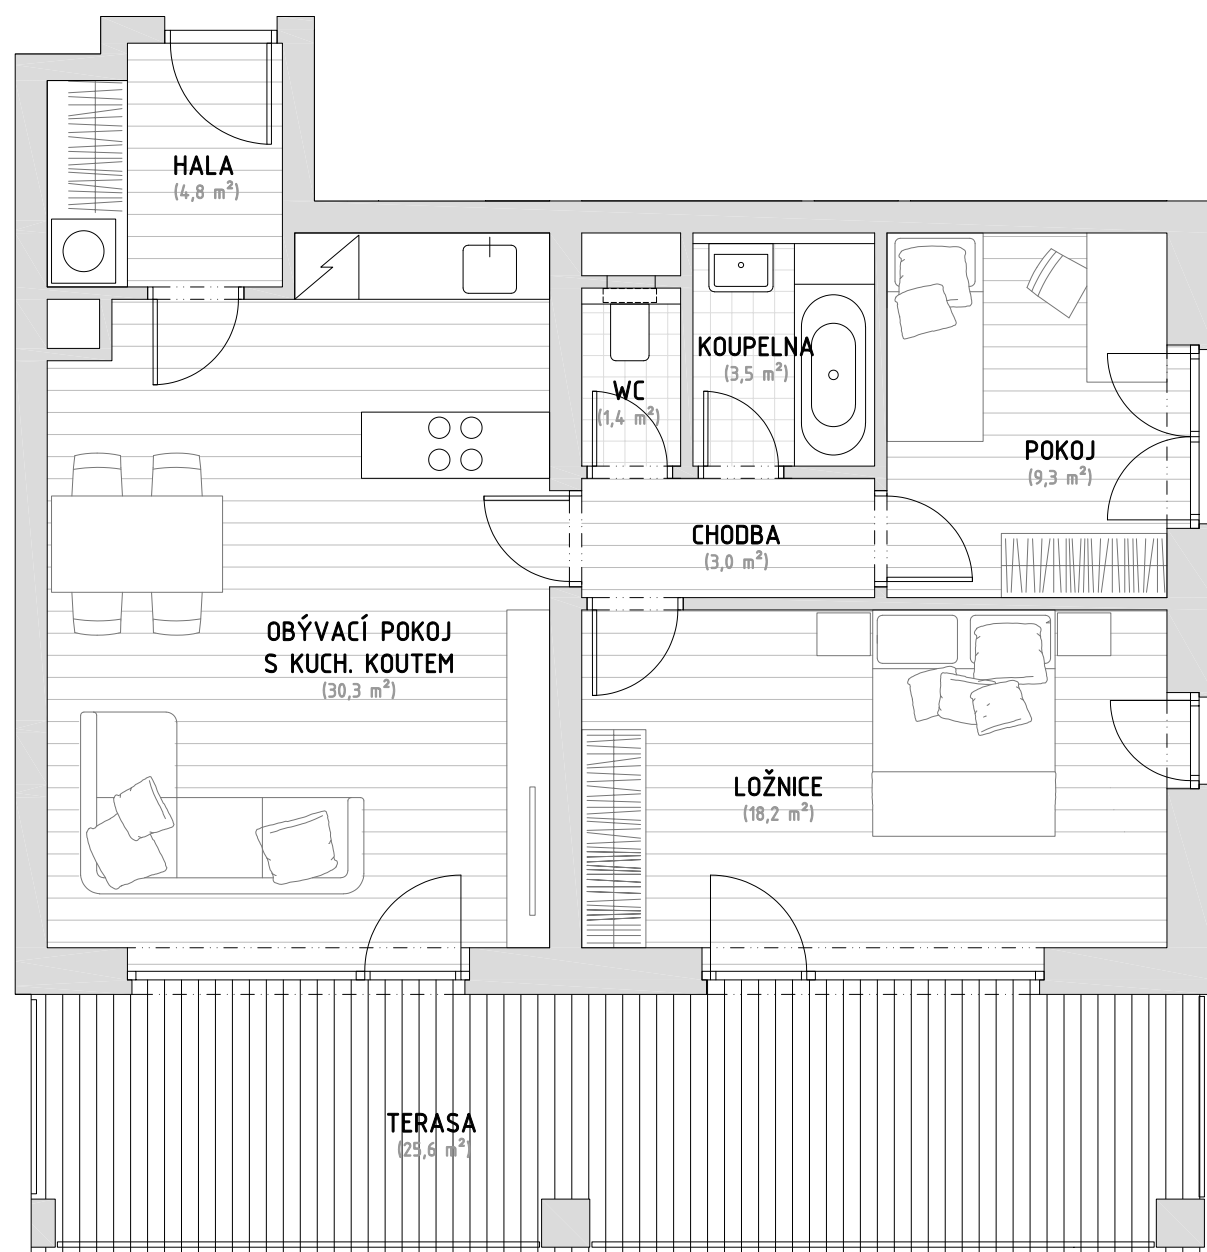 HALA
(4,8 m²)
KOUPELNA
(3,5 m²)
WC
(1,4 m²)
POKOJ
(9,3 m²)
CHODBA
(3,0 m²)
OBÝVACÍ POKOJ
S KUCH. KOUTEM
(30,3 m²)
LOŽNICE
(18,2 m²)
TERASA
(25,6 m²)